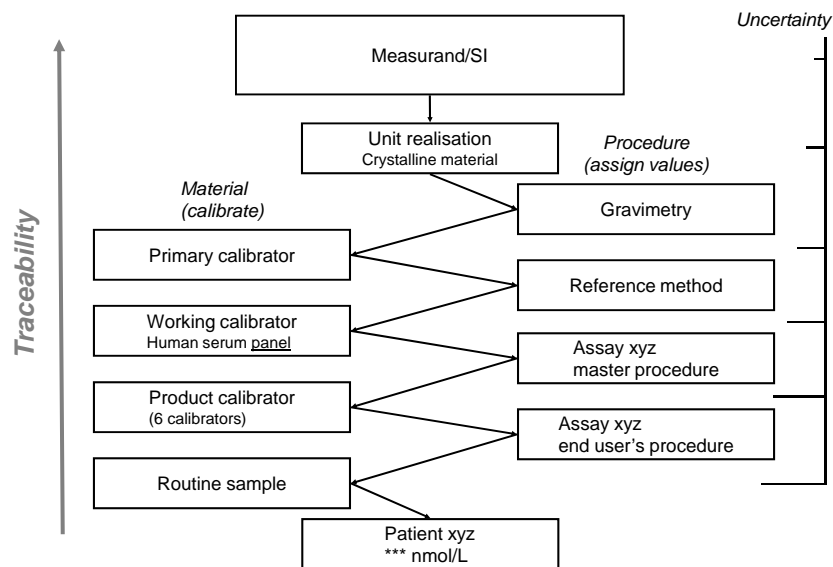 Uncertainty
Measurand/SI
Unit realisation
Crystalline material
Procedure
(assign values)
Material
(calibrate)
Gravimetry
Primary calibrator
Reference method
Working calibrator
Human serum panel
Assay xyz
master procedure
Product calibrator
(6 calibrators)
Assay xyz
end user's procedure
Routine sample
Patient xyz
*** nmol/L
Traceability